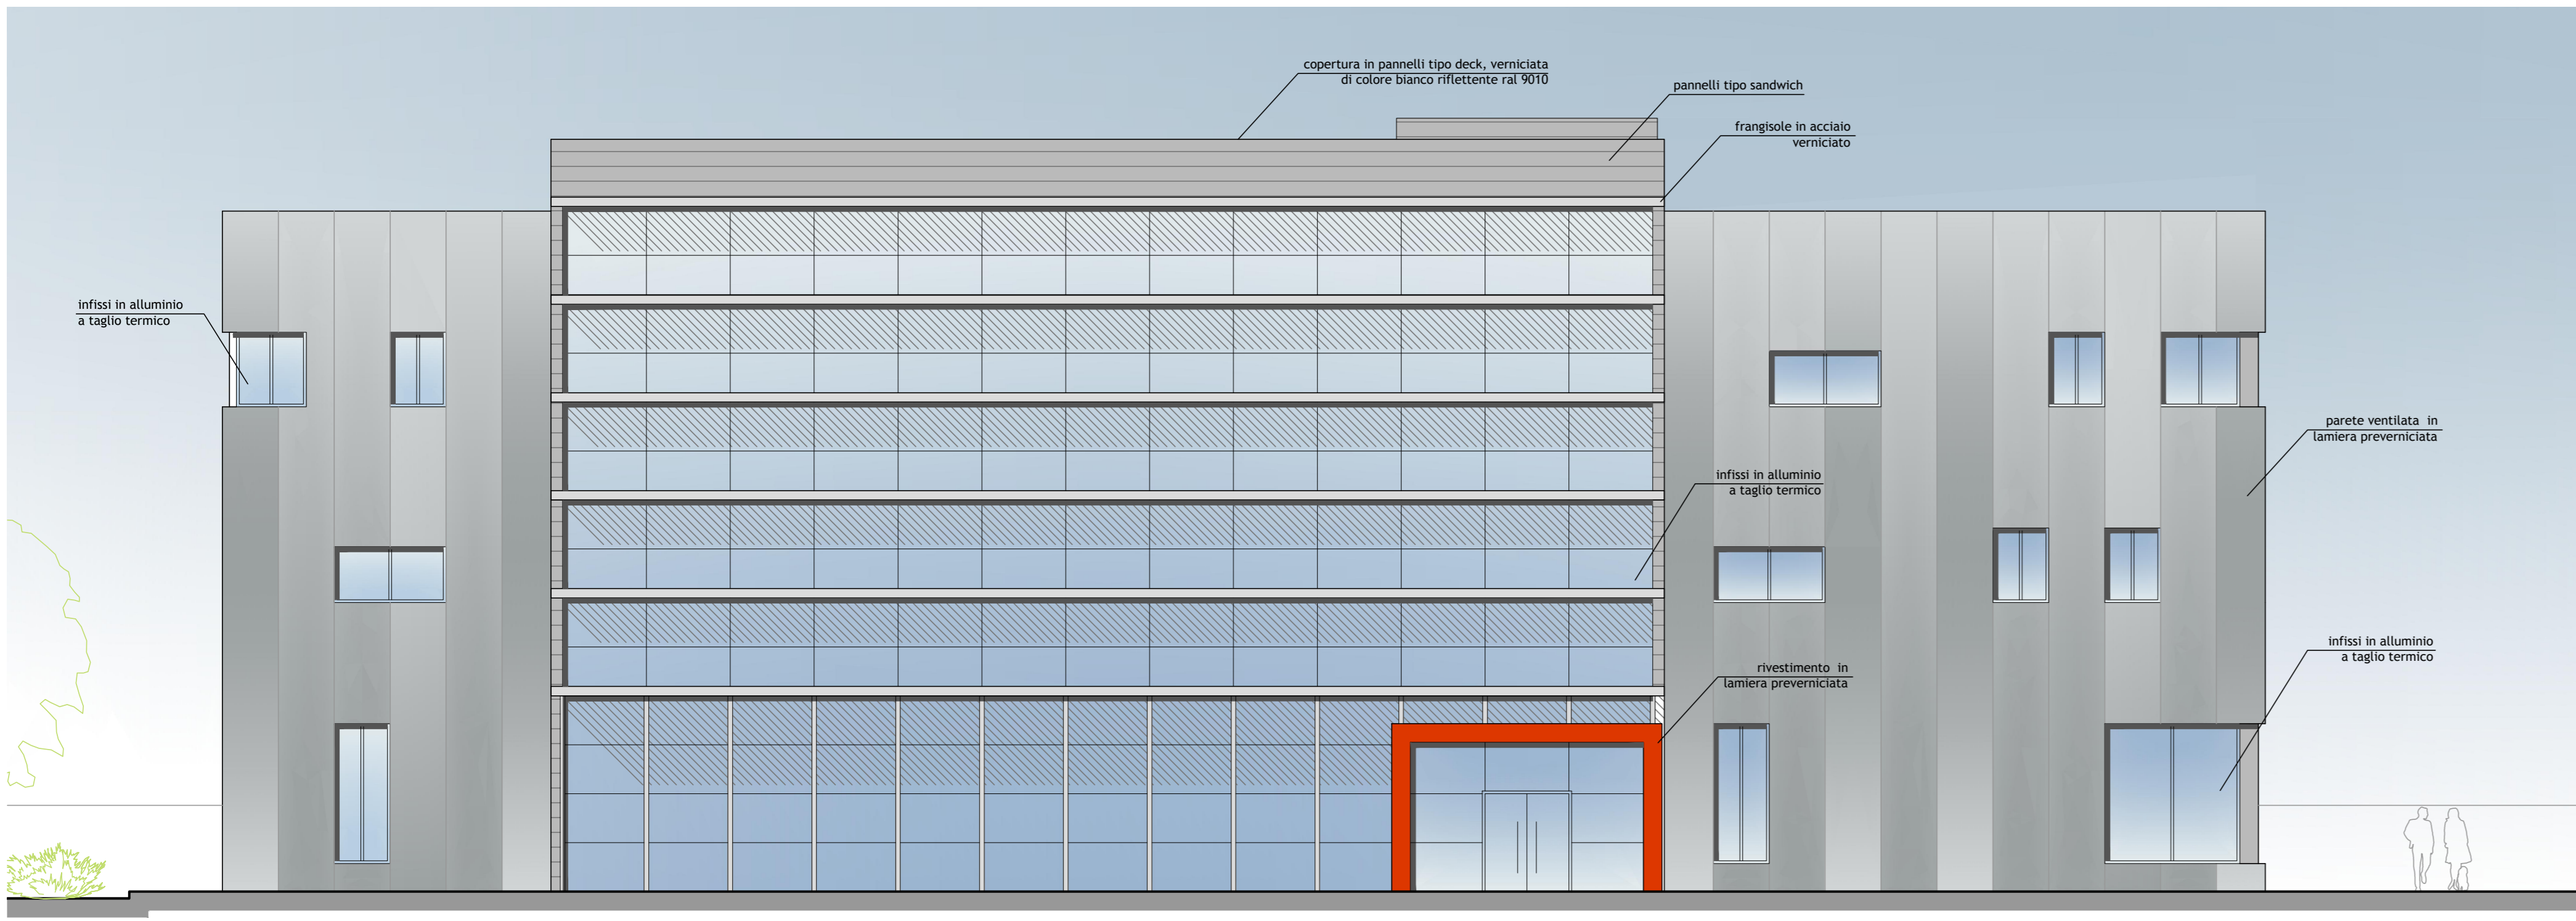 copertura in pannelli tipo deck, verniciata
di colore bianco riflettente ral 9010
pannelli tipo sandwich
frangisole in acciaio
verniciato
infissi in alluminio
a taglio termico
parete ventilata in
lamiera preverniciata
infissi in alluminio
a taglio termico
infissi in alluminio
a taglio termico
rivestimento in
lamiera preverniciata